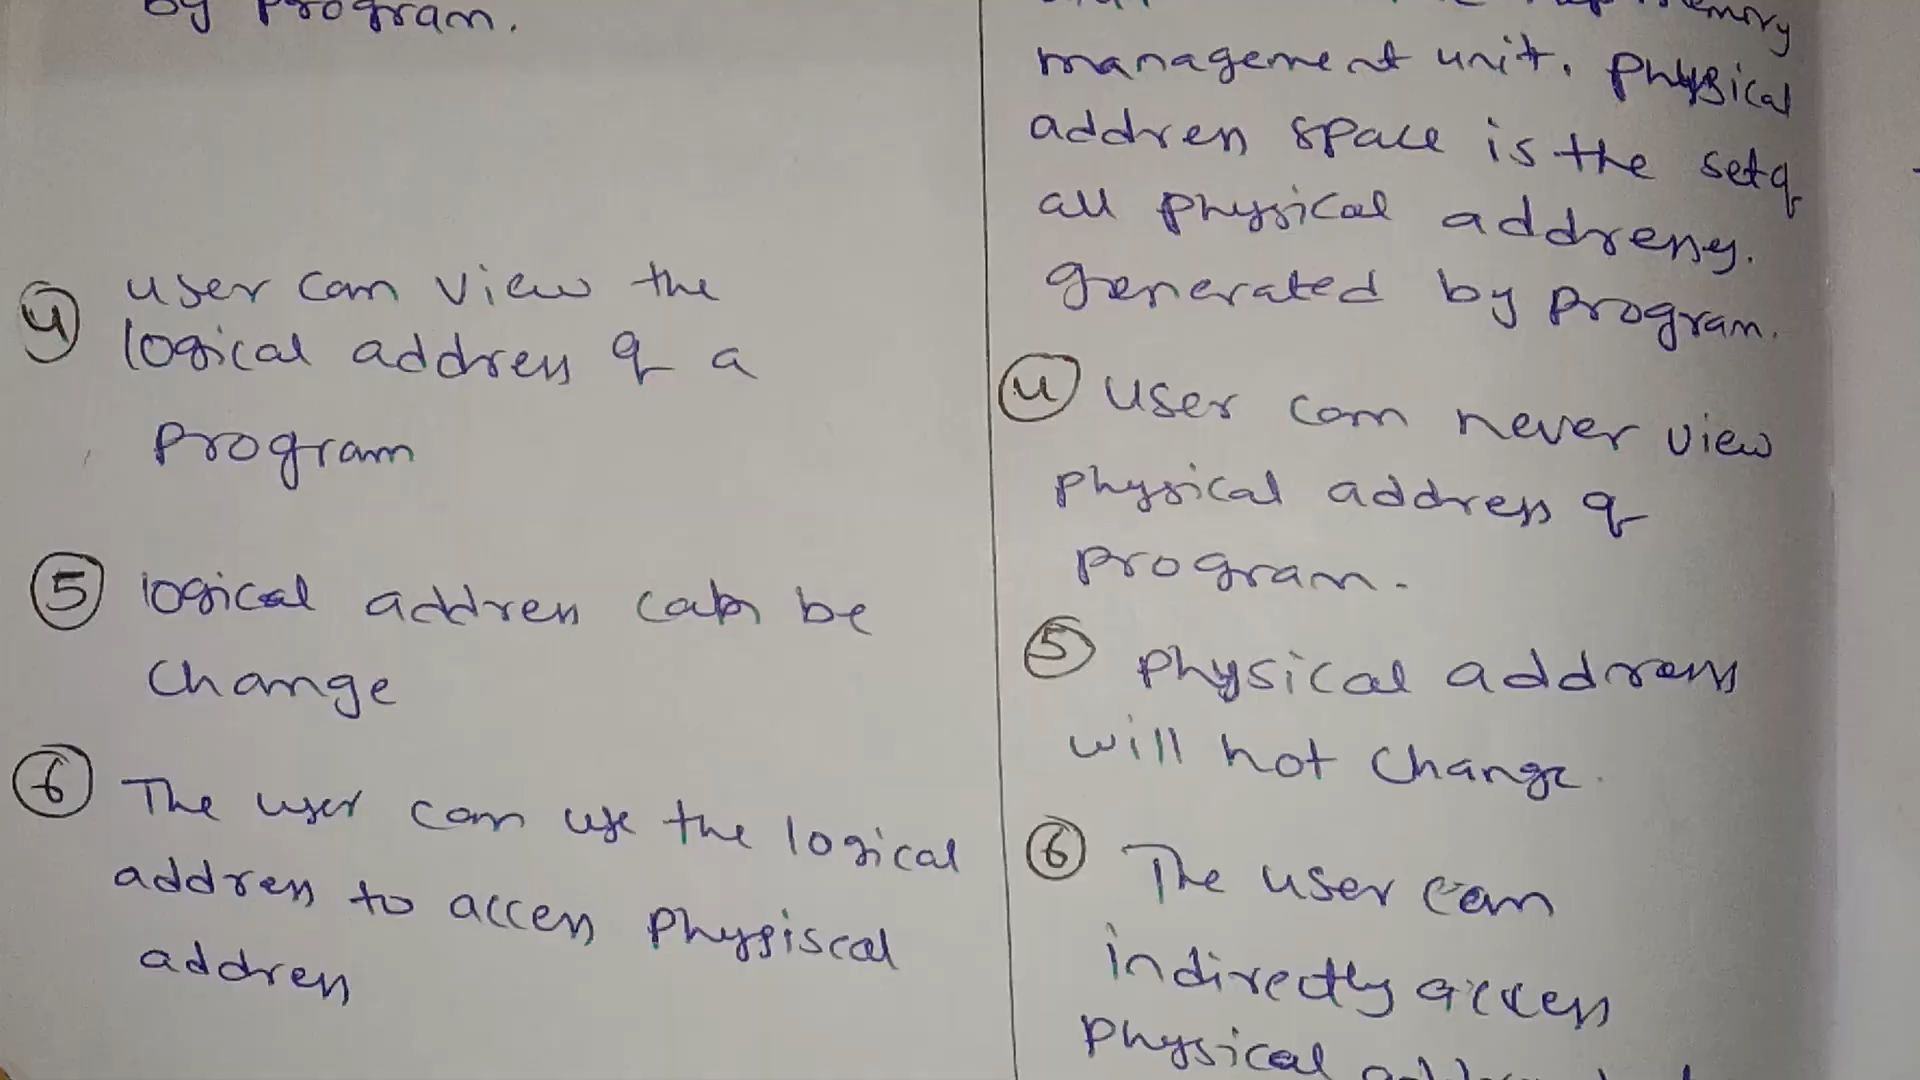 by program.
④ user can view the
logical address of a
program
⑤ logical address can be
change
⑥ The user can use the logical
address to access physiscal
address
memory
management unit. physical
address space is the set of
all physical address.
generated by program.
④ user can never view
physical address of
program.
⑤ physical address
will not change.
⑥ The user can
indirectly access
physical